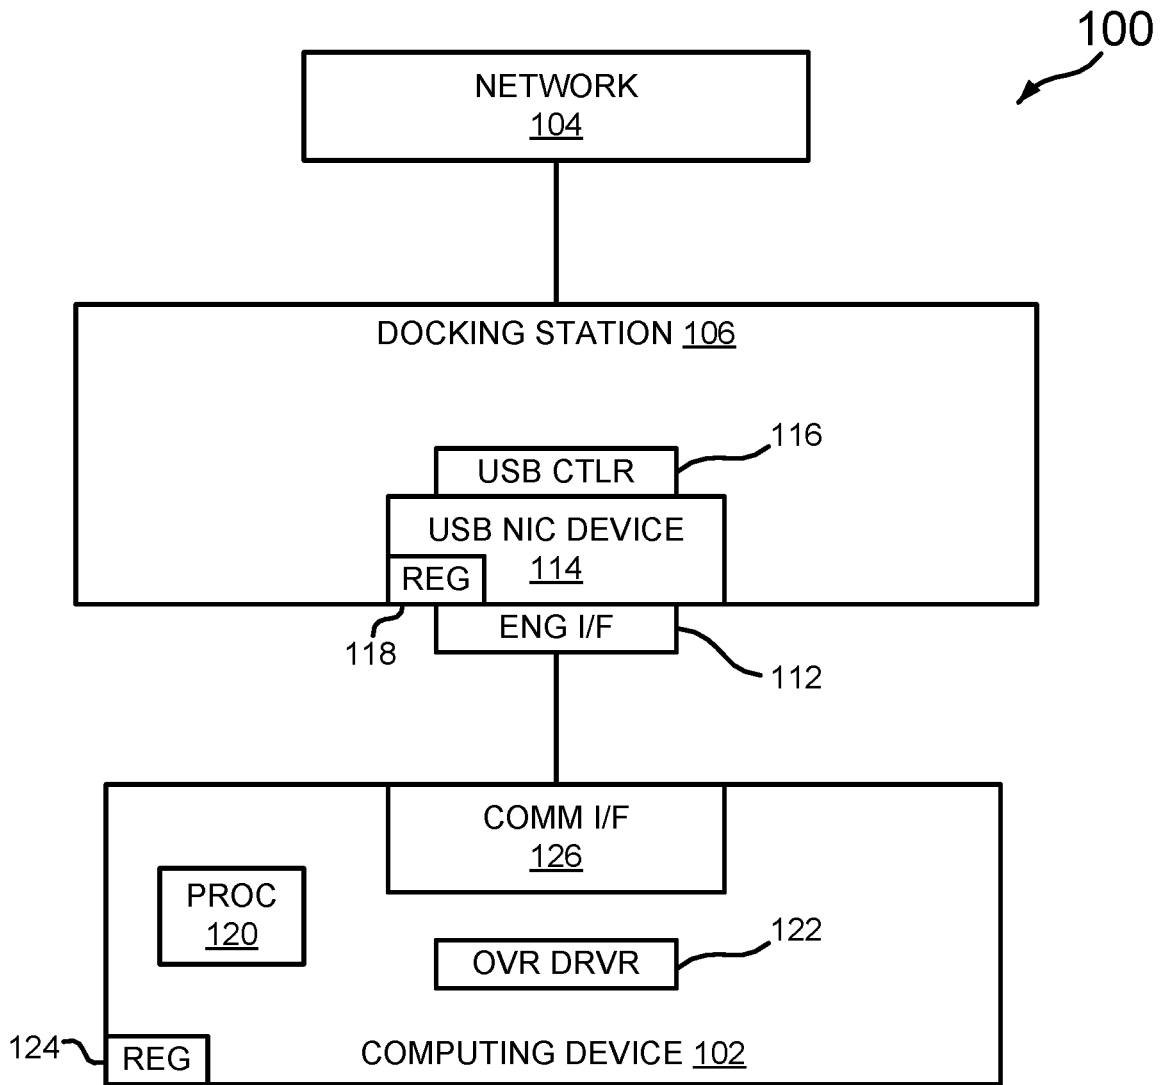 100
NETWORK
104
DOCKING STATION 106
116
USB CTLR
USB NIC DEVICE
114
REG
118
ENG I/F
112
COMM I/F
126
PROC
120
122
OVR DRVR
124
REG
COMPUTING DEVICE 102